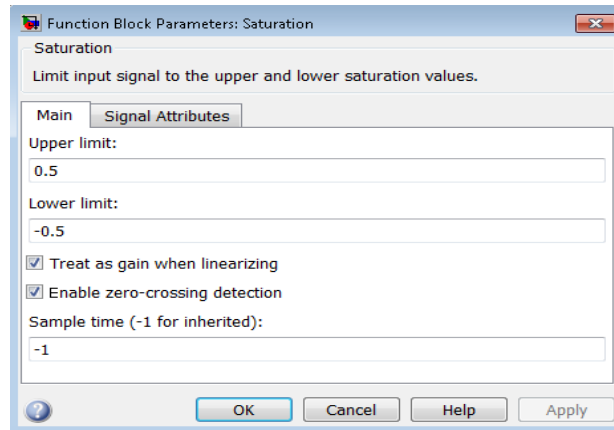 Function Block Parameters: Saturation
Saturation
Limit input signal to the upper and lower saturation values.
Main Signal Attributes
Upper limit:
0.5
Lower limit:
-0.5
Treat as gain when linearizing
Enable zero-crossing detection
Sample time (-1 for inherited):
-1
OK Cancel Help Apply